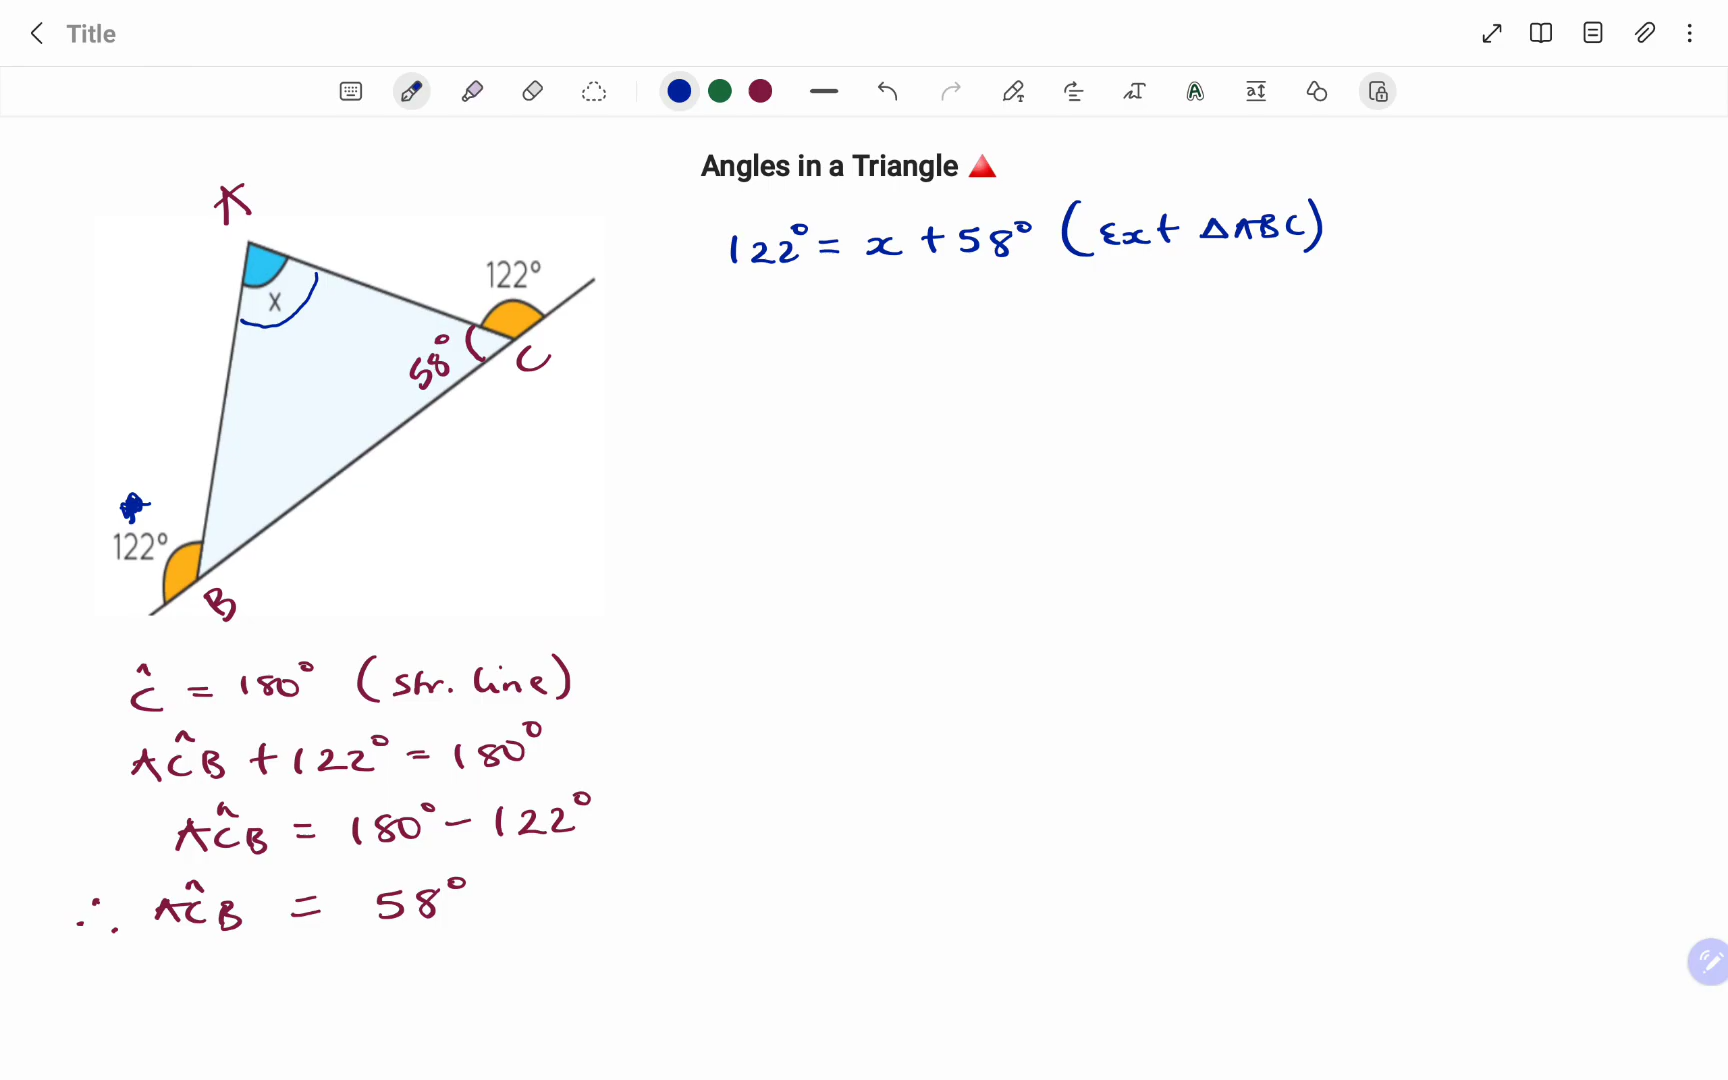 Title
Angles in a Triangle 🔺
122° = x + 58° (Ext ΔABC)
A
122°
x
58°
C
122°
B
Ĉ = 180° (str. line)
AĈB + 122° = 180°
AĈB = 180° - 122°
∴ AĈB = 58°